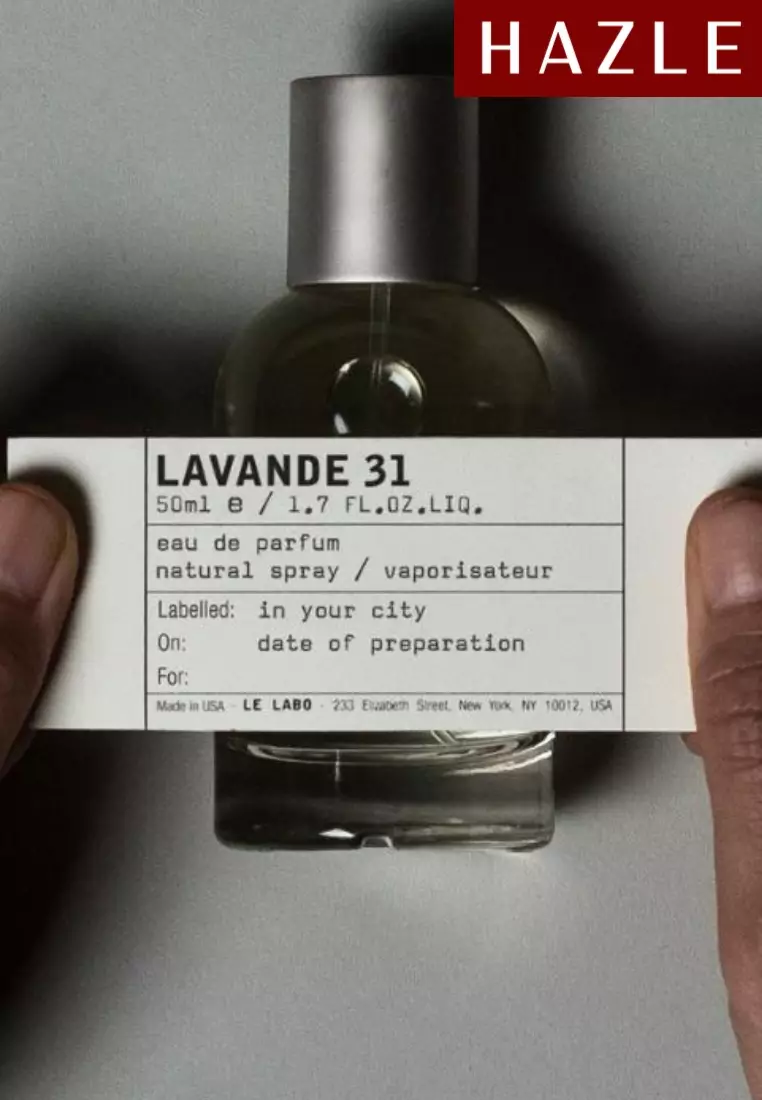 HAZLE
LAVANDE 31
50ml e / 1.7 FL.OZ.LIQ.
eau de parfum
natural spray / vaporisateur
Labelled: in your city
On: date of preparation
For:
Made in USA - LE LABO - 233 Elizabeth Street, New York, NY 10012, USA